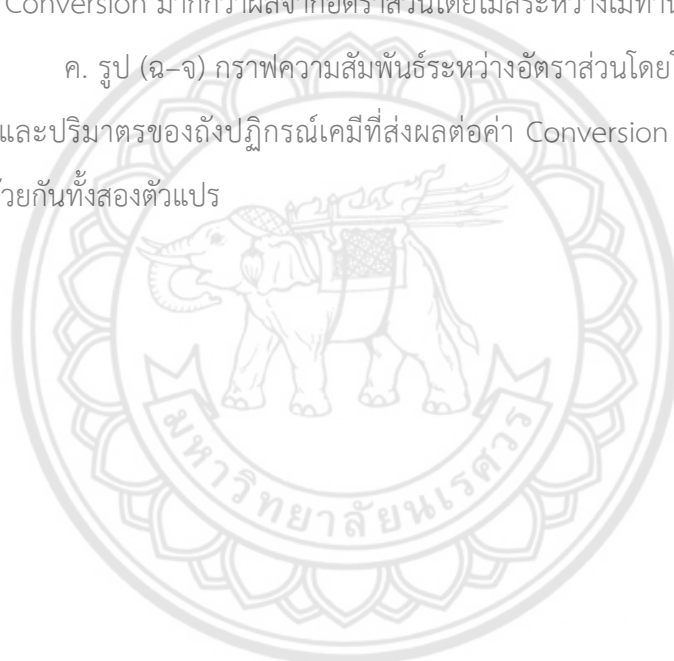 Conversion มากกว่าผลจากอัตราส่วนโดยโมลระหว่างเมทาน
ค. รูป (ฉ–จ) กราฟความสัมพันธ์ระหว่างอัตราส่วนโดย
และปริมาตรของถังปฏิกรณ์เคมีที่ส่งผลต่อค่า Conversion
ด้วยกันทั้งสองตัวแปร
มหาวิทยาลัยนเรศวร